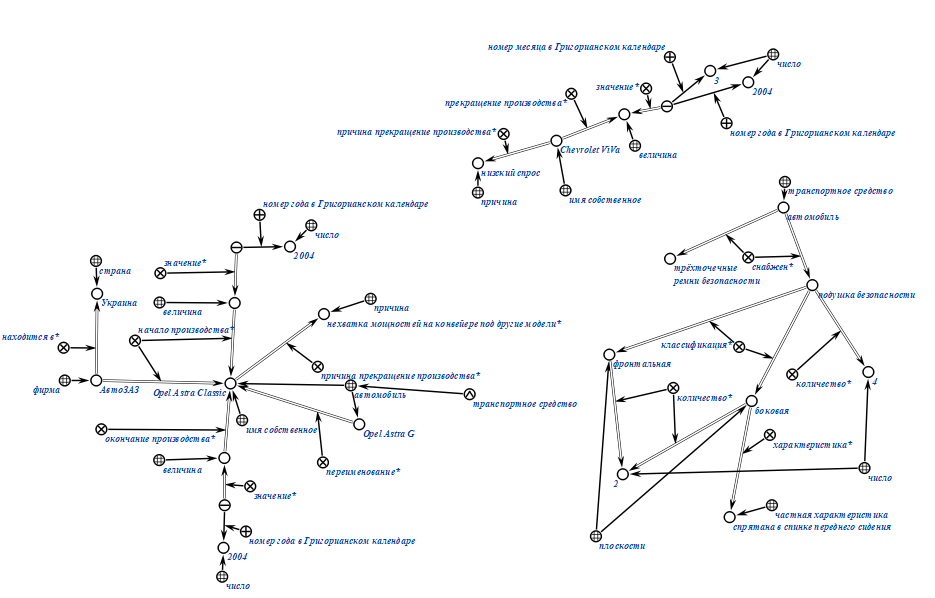 номер месяца в Григорианском календаре
число
3
значение*
2004
прекращение производства*
номер года в Григорианском календаре
причина прекращение производства*
Chevrolet ViVa
величина
низкий спрос
имя собственное
причина
транспортное средство
автомобиль
номер года в Григорианском календаре
число
2004
значение*
страна
трёхточечные
ремни безопасности
снабжен*
подушка безопасности
Украина
величина
причина
нехватка мощностей на конвейере под другие модели*
находится в*
начало производства*
классификация*
фронтальная
причина прекращение производства*
количество*
4
фирма
АвтоЗАЗ
Opel Astra Classic
автомобиль
транспортное средство
количество*
боковая
имя собственное
Opel Astra G
окончание производства*
характеристика*
величина
переименование*
число
2
значение*
частная характеристика
спрятана в спинке переднего сидения
номер года в Григорианском календаре
плоскости
2004
число